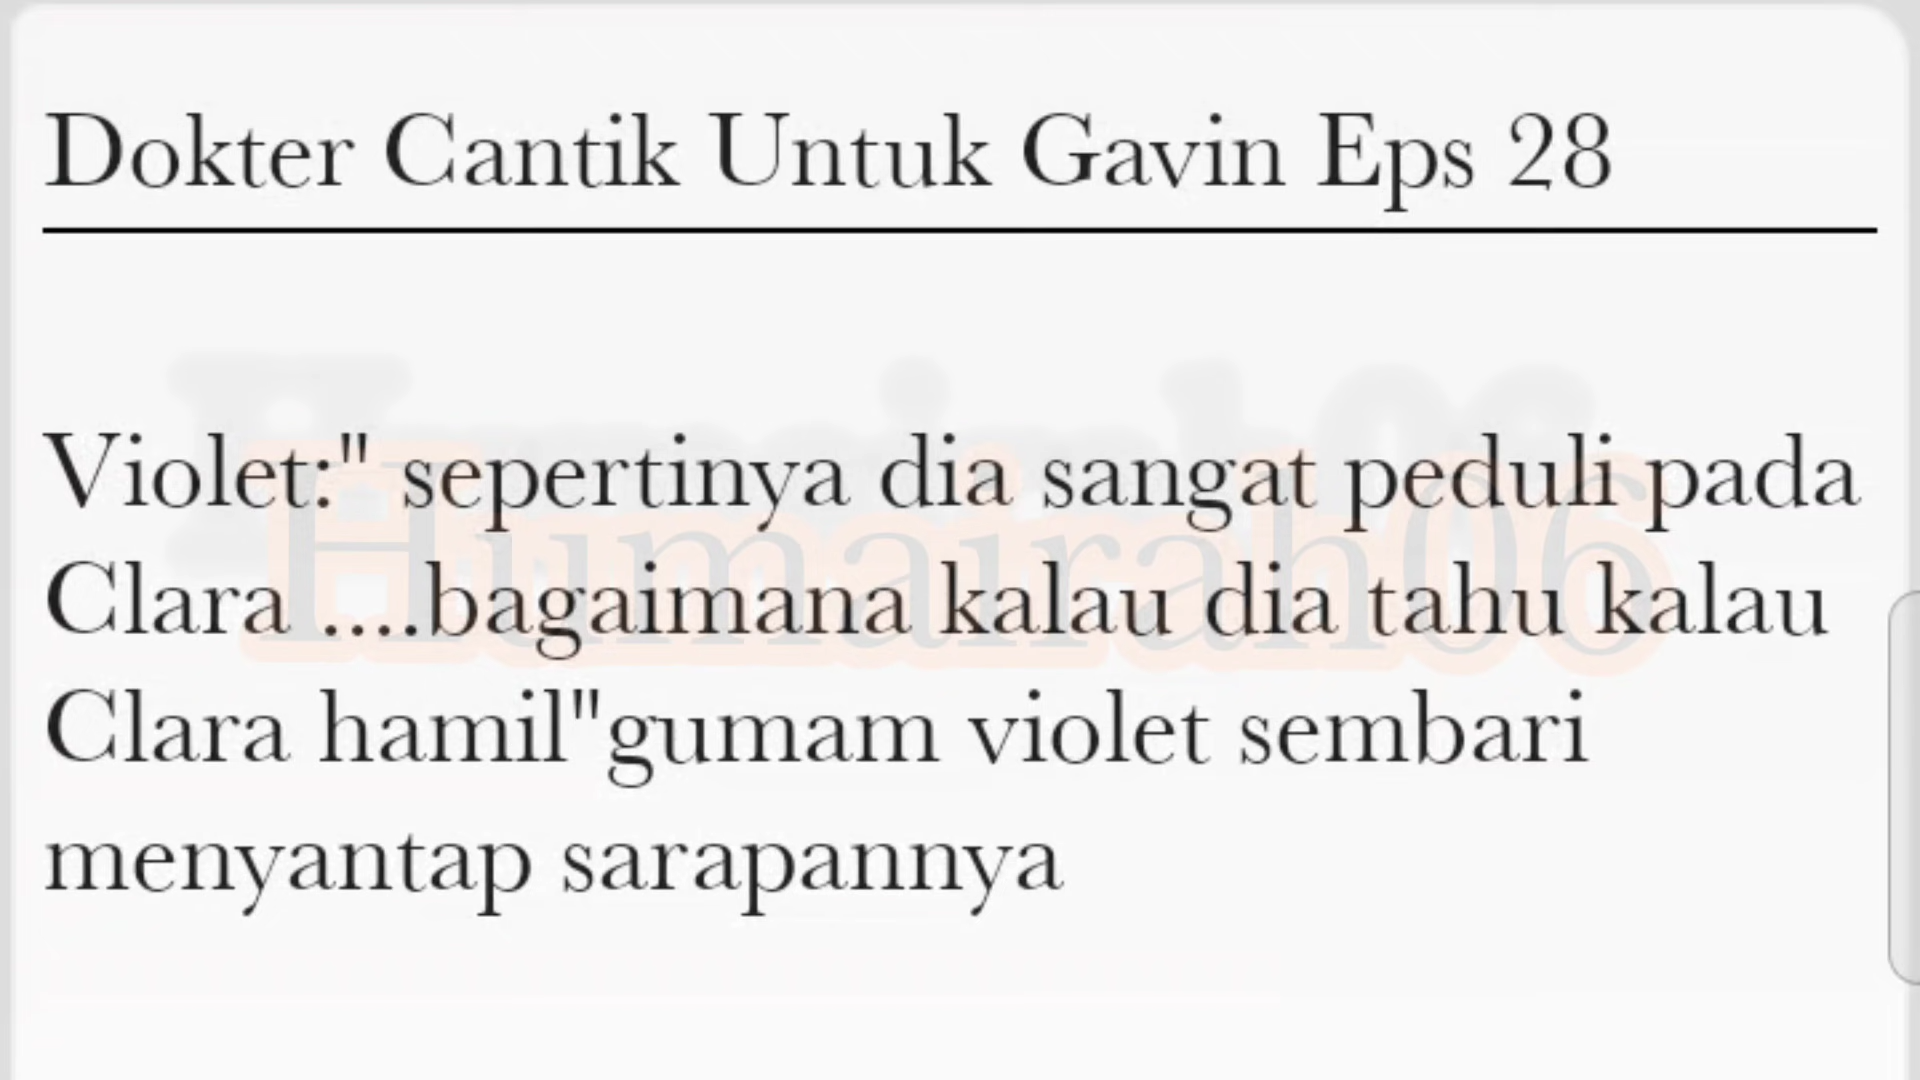 Dokter Cantik Untuk Gavin Eps 28
Violet:" sepertinya dia sangat peduli pada
Clara ....bagaimana kalau dia tahu kalau
Clara hamil"gumam violet sembari
menyantap sarapannya
Humairah06